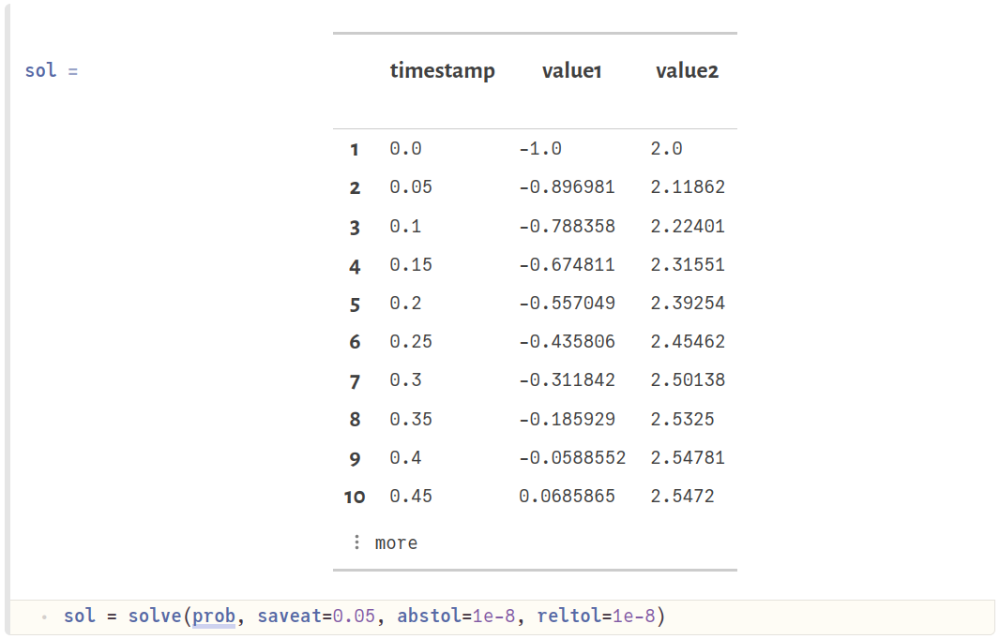 sol = timestamp value1 value2
1 0.0 -1.0 2.0
2 0.05 -0.896981 2.11862
3 0.1 -0.788358 2.22401
4 0.15 -0.674811 2.31551
5 0.2 -0.557049 2.39254
6 0.25 -0.435806 2.45462
7 0.3 -0.311842 2.50138
8 0.35 -0.185929 2.5325
9 0.4 -0.0588552 2.54781
10 0.45 0.0685865 2.5472
⋮ more
sol = solve(prob, saveat=0.05, abstol=1e-8, reltol=1e-8)